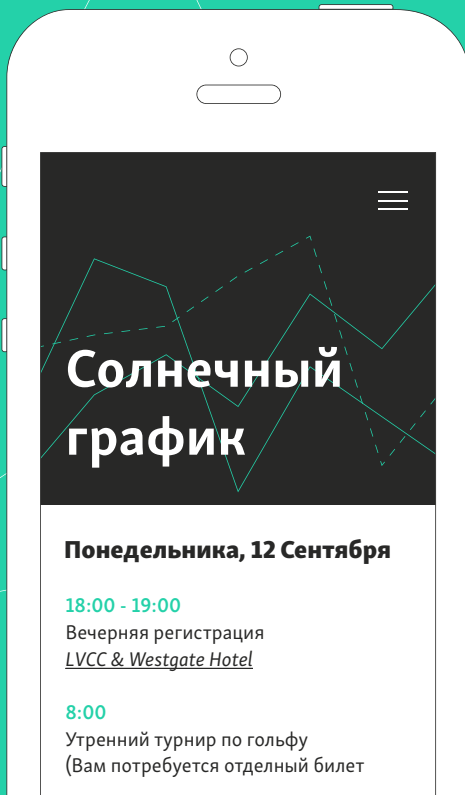 Солнечный
график
Понедельника, 12 Сентября
18:00 - 19:00
Вечерняя регистрация
LVCC & Westgate Hotel
8:00
Утренний турнир по гольфу
(Вам потребуется отдельный билет